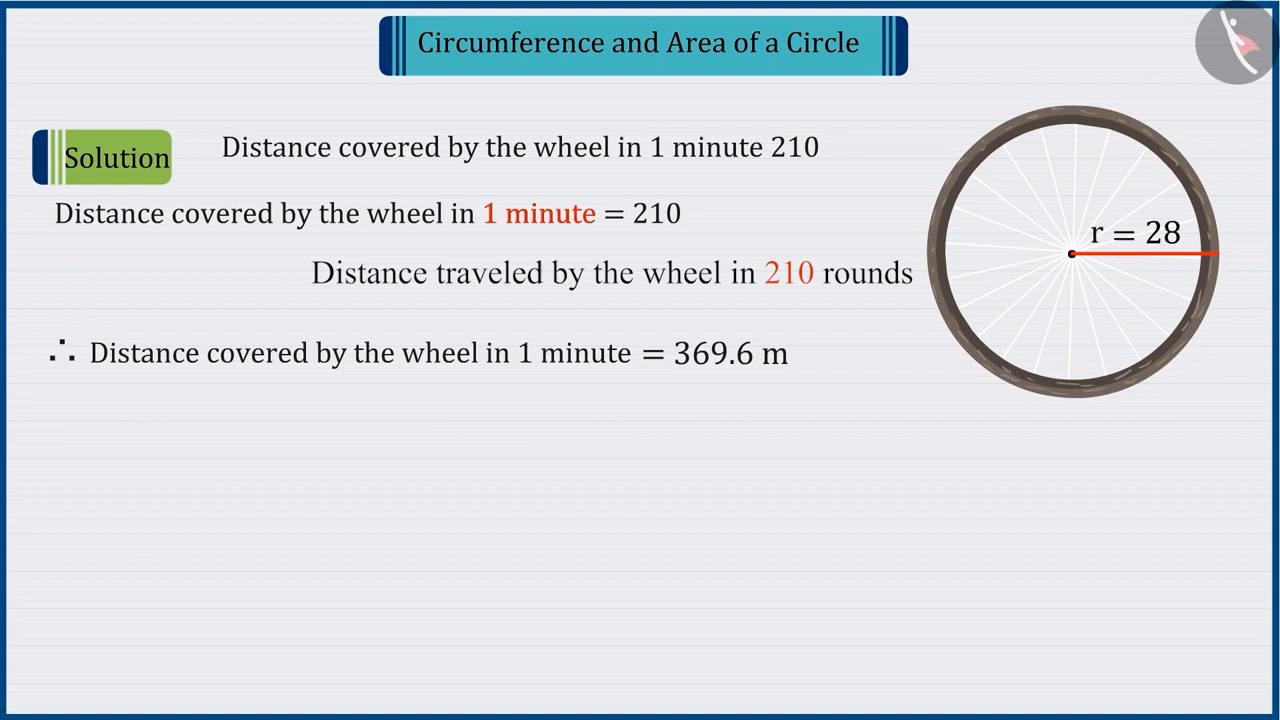 Circumference and Area of a Circle
Solution
Distance covered by the wheel in 1 minute 210
Distance covered by the wheel in 1 minute = 210
r = 28
Distance traveled by the wheel in 210 rounds
∴ Distance covered by the wheel in 1 minute = 369.6 m